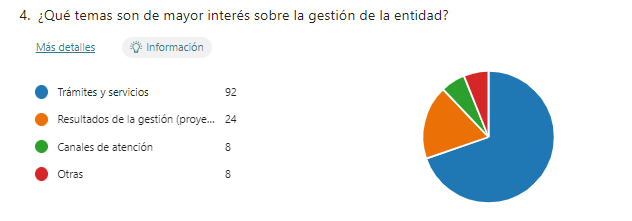 4. ¿Qué temas son de mayor interés sobre la gestión de la entidad?
Más detalles
Información
Trámites y servicios 92
Resultados de la gestión (proye... 24
Canales de atención 8
Otras 8